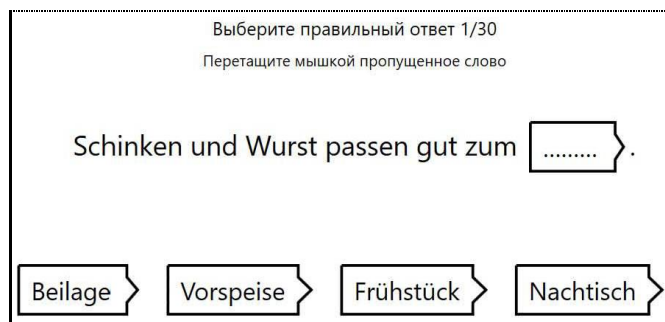 Выберите правильный ответ 1/30
Перетащите мышкой пропущенное слово
Schinken und Wurst passen gut zum ......... .
Beilage Vorspeise Frühstück Nachtisch